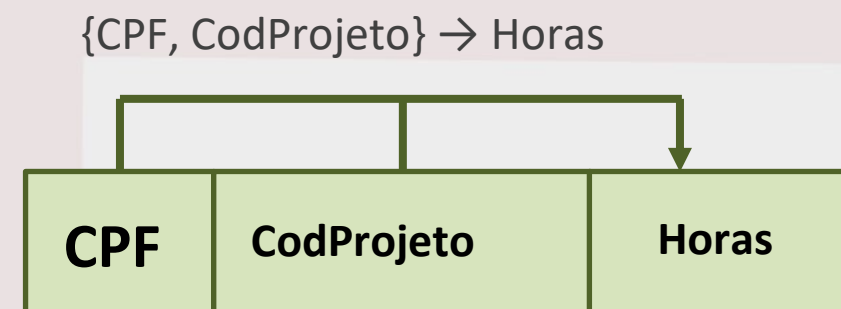 {CPF, CodProjeto} → Horas
CPF CodProjeto Horas